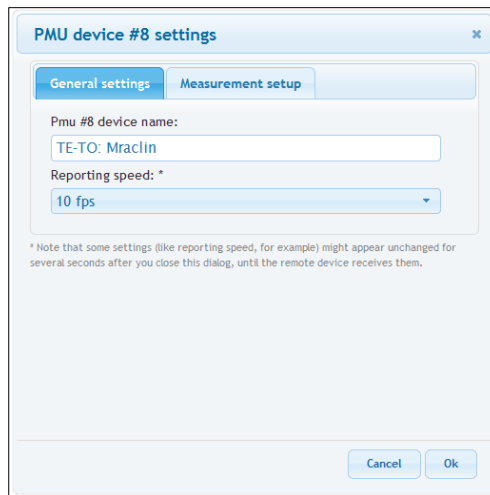 PMU device #8 settings
General settings
Measurement setup
Pmu #8 device name:
TE-TO: Mraclin
Reporting speed: *
10 fps
* Note that some settings (like reporting speed, for example) might appear unchanged for
several seconds after you close this dialog, until the remote device receives them.
Cancel
Ok